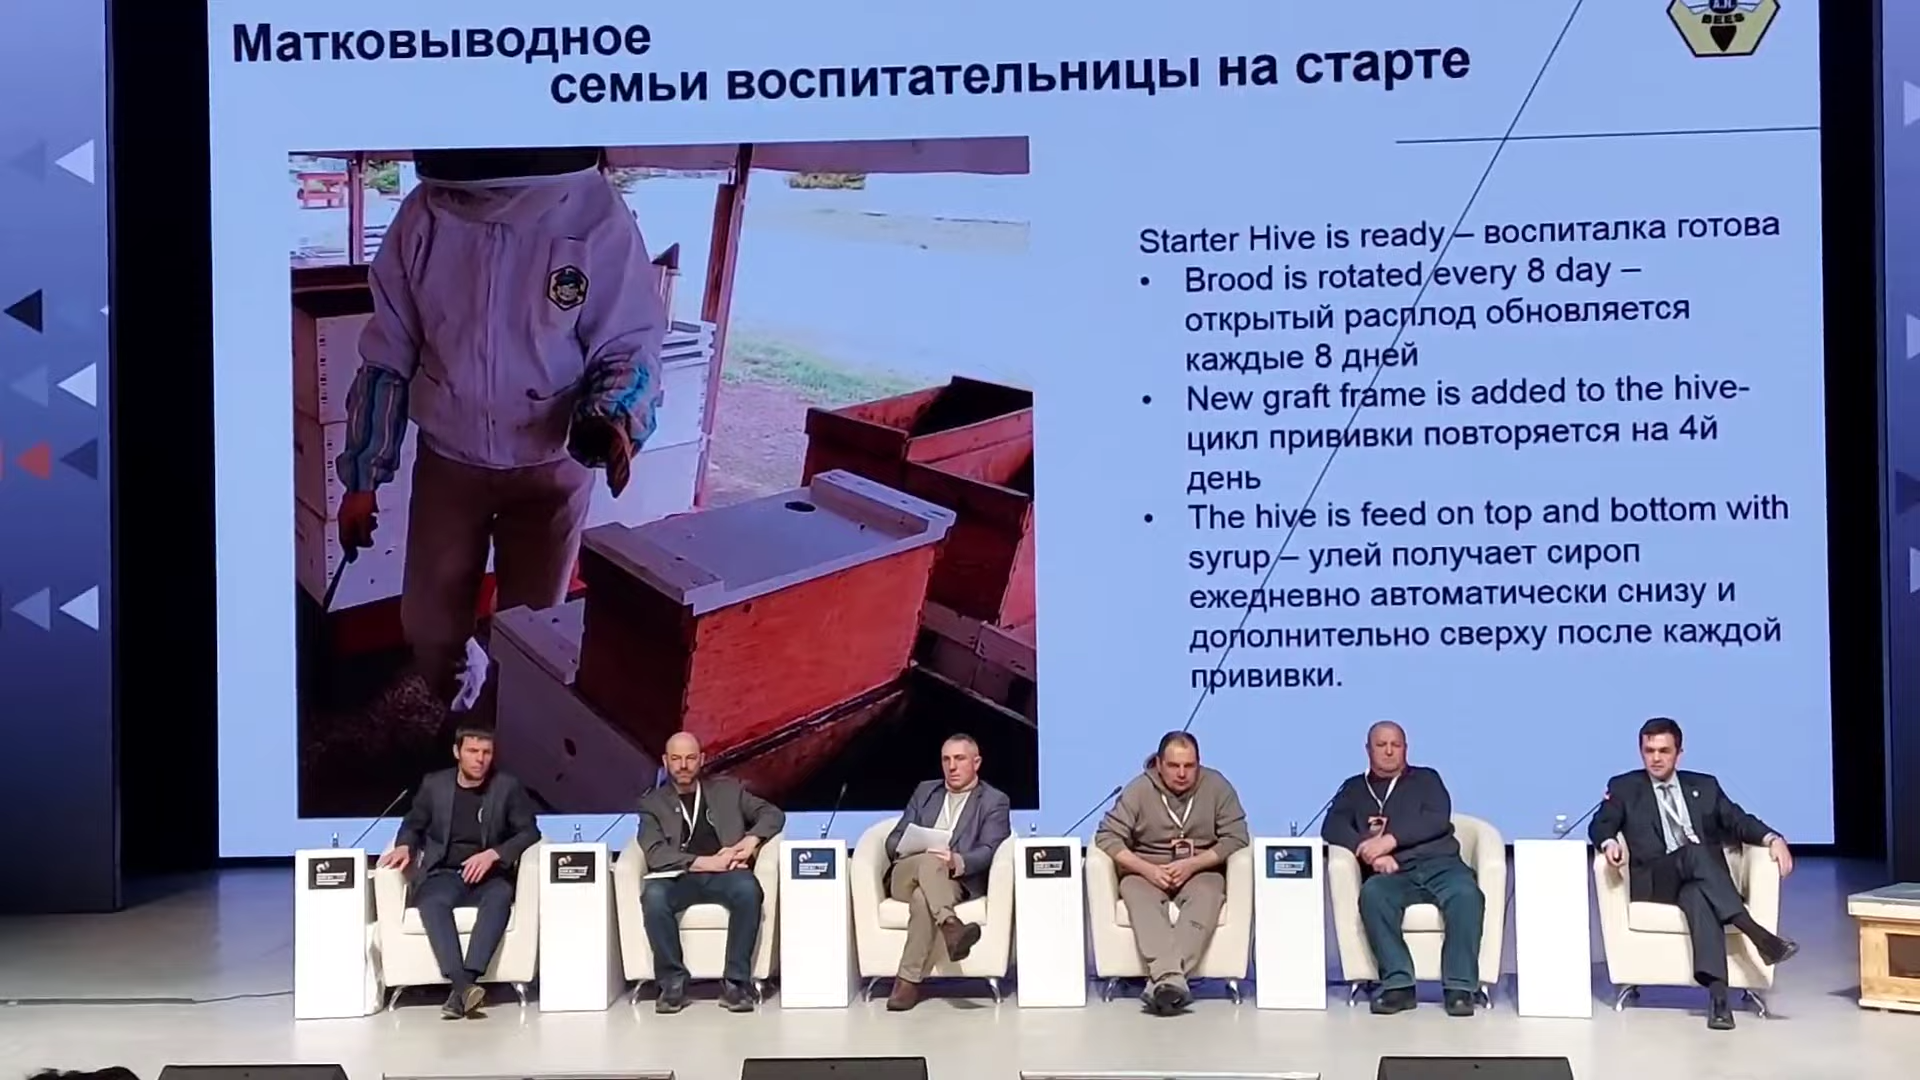 Матковыводное
семьи воспитательницы на старте
A.H.
BEES
Starter Hive is ready – воспиталка готова
• Brood is rotated every 8 day –
открытый расплод обновляется
каждые 8 дней
• New graft frame is added to the hive-
цикл прививки повторяется на 4й
день
• The hive is feed on top and bottom with
syrup – улей получает сироп
ежедневно автоматически снизу и
дополнительно сверху после каждой
прививки.